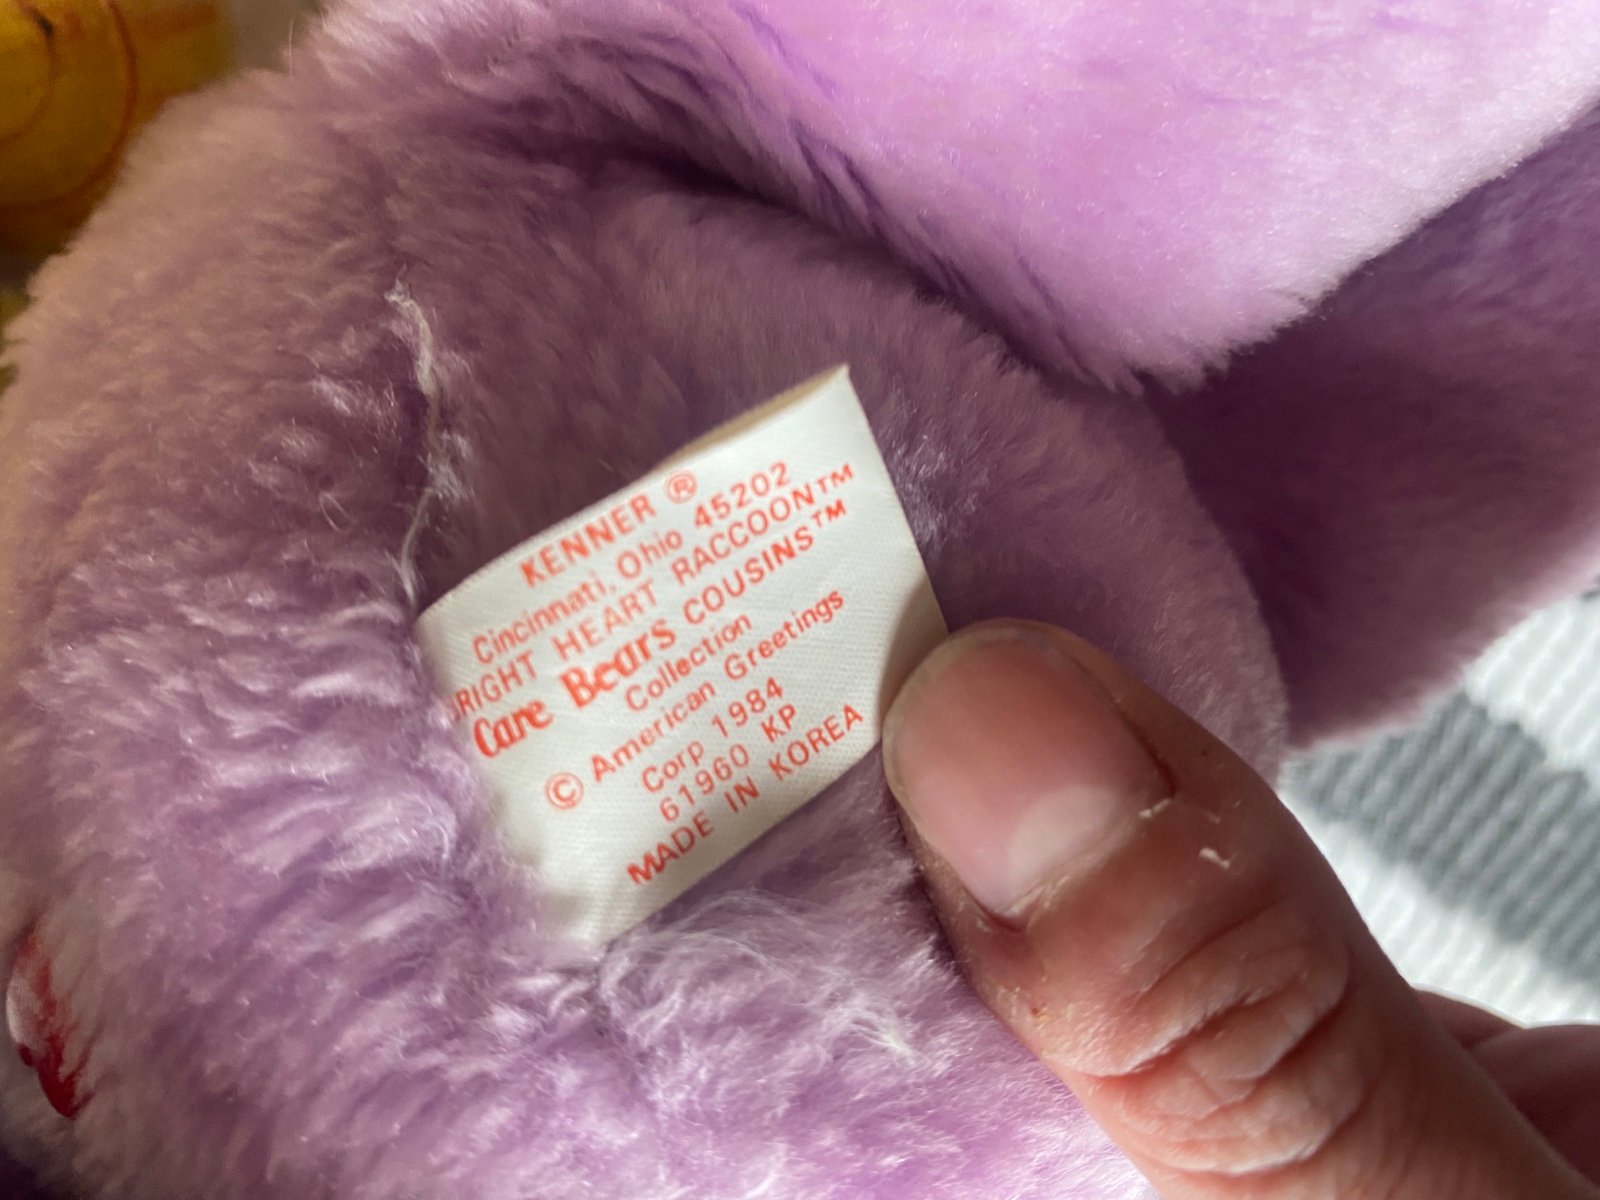 KENNER ®
Cincinnati, Ohio 45202
BRIGHT HEART RACCOON™
Care Bears COUSINS™
Collection
© American Greetings
Corp 1984
61960 KP
MADE IN KOREA